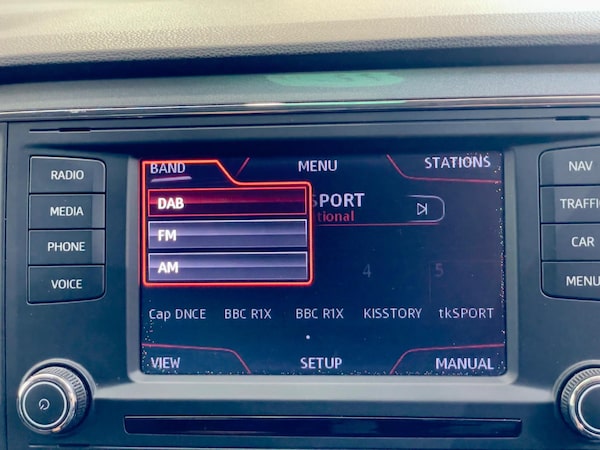 RADIO
MEDIA
PHONE
VOICE
BAND
MENU
STATIONS
DAB
FM
AM
SPORT
tional
4
5
Cap DNCE BBC R1X BBC R1X KISSTORY tkSPORT
VIEW
SETUP
MANUAL
NAV
TRAFFI
CAR
MENU